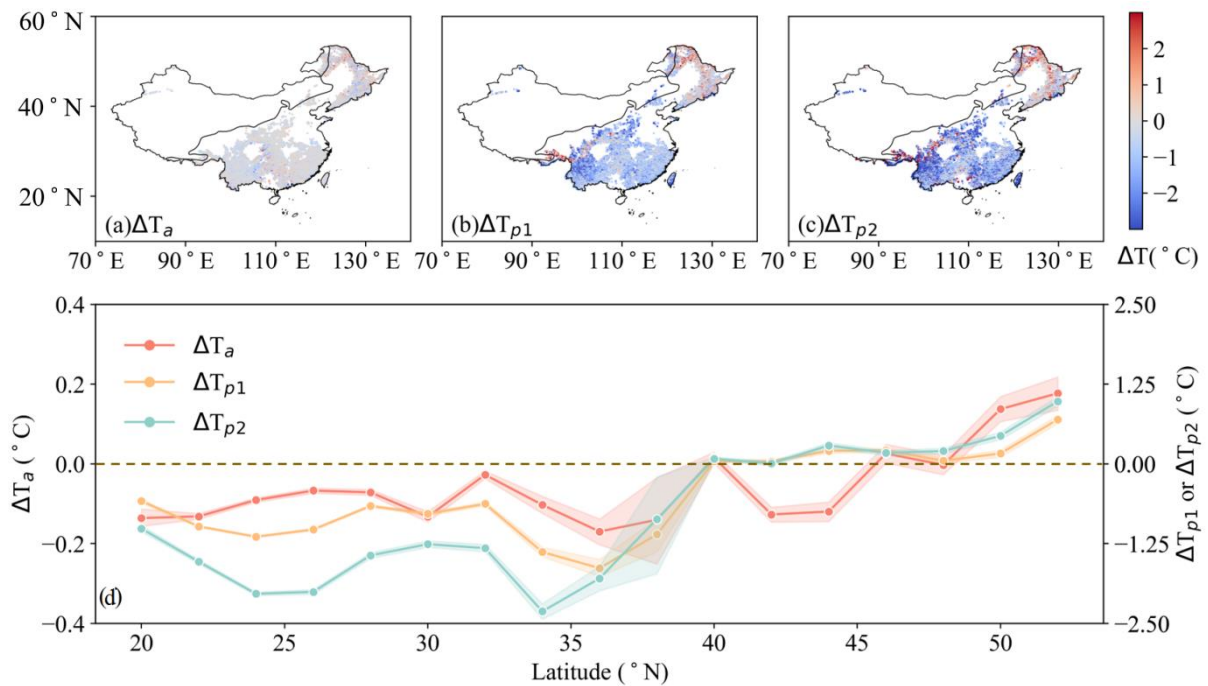 60°N
40°N
20°N
(a)ΔTa
(b)ΔTp1
(c)ΔTp2
70°E 90°E 110°E 130°E 70°E 90°E 110°E 130°E 70°E 90°E 110°E 130°E
2
1
0
−1
−2
ΔT(°C)
0.4
0.2
0.0
−0.2
−0.4
ΔTa (°C)
ΔTa
ΔTp1
ΔTp2
(d)
2.50
1.25
0.00
−1.25
−2.50
ΔTp1 or ΔTp2 (°C)
20 25 30 35 40 45 50
Latitude (°N)